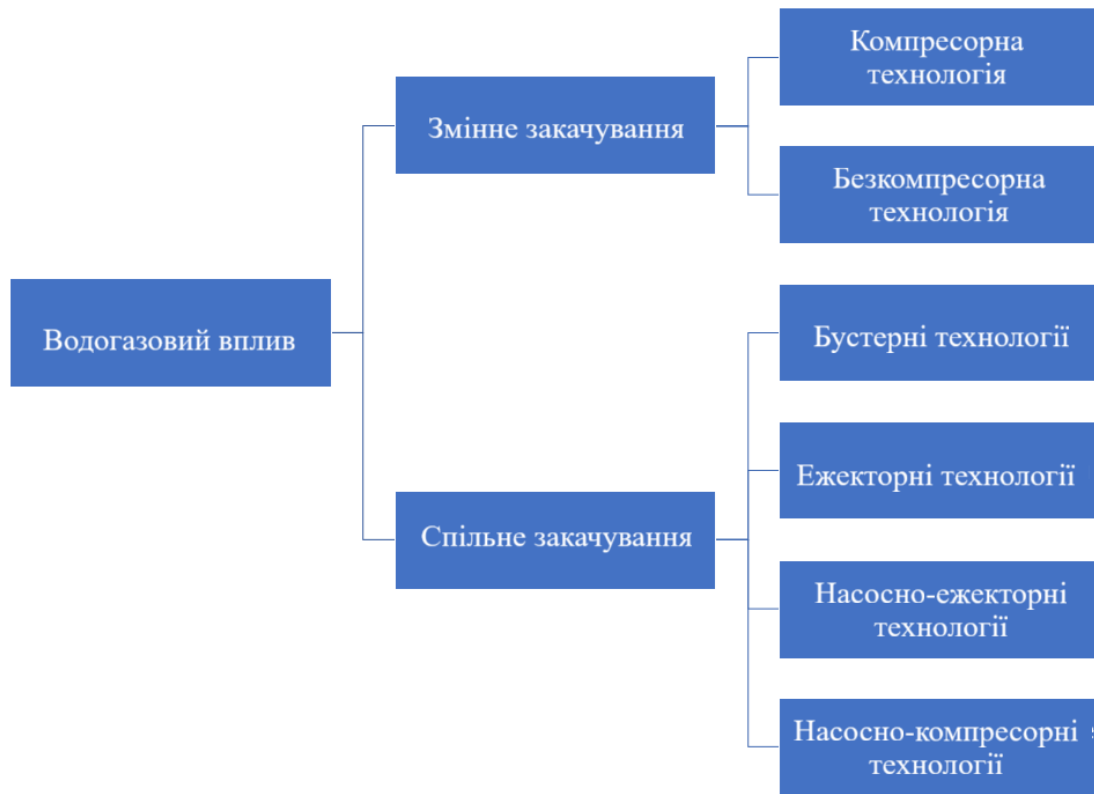 Компресорна
технологія
Змінне закачування
Безкомпресорна
технологія
Водогазовий вплив
Бустерні технології
Ежекторні технології
Спільне закачування
Насосно-ежекторні
технології
Насосно-компресорні
технології